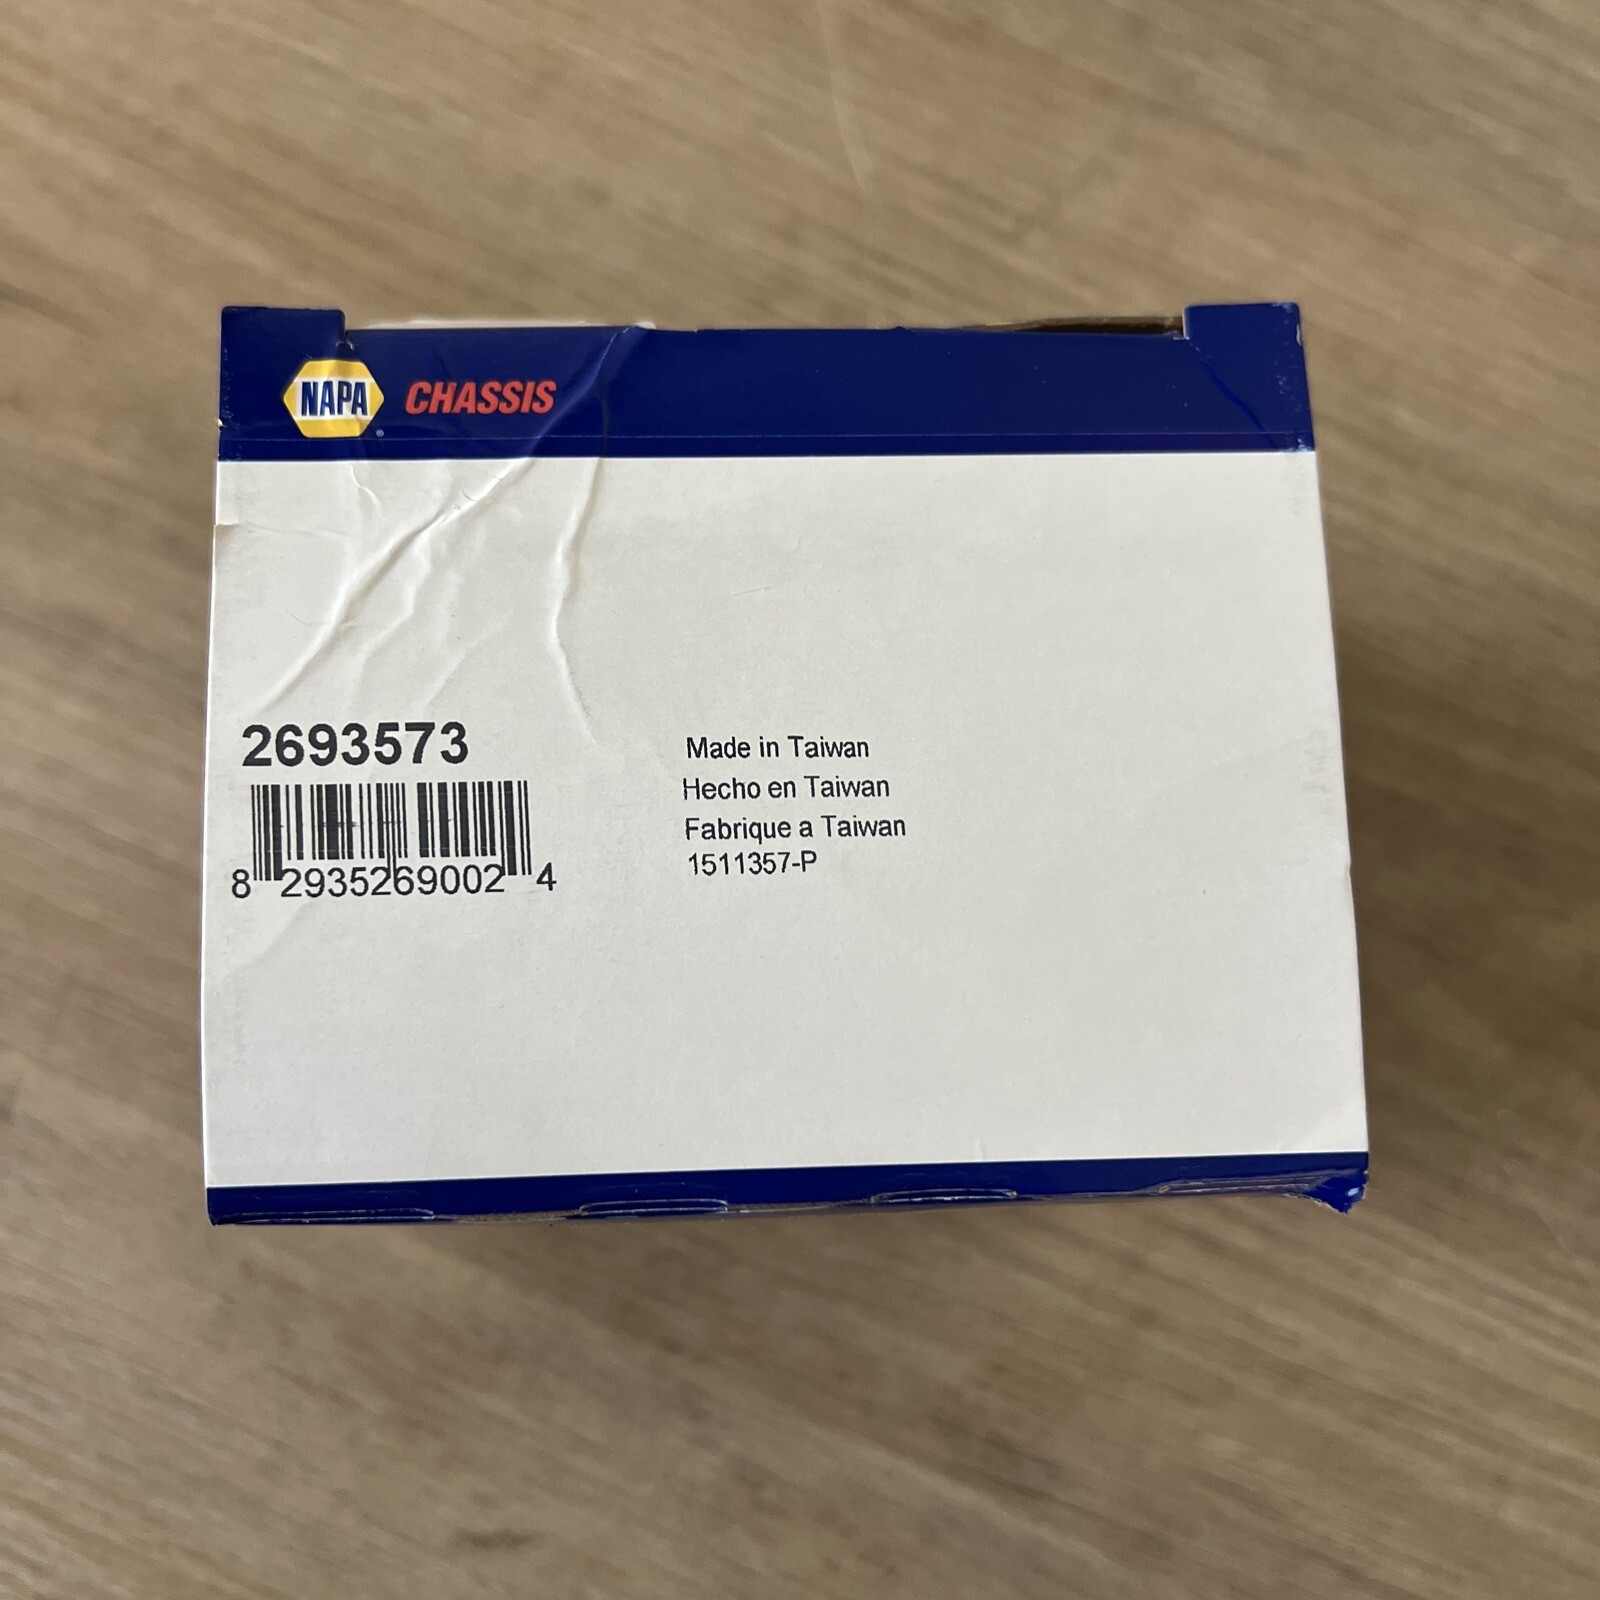 NAPA CHASSIS
2693573
8 2935269002 4
Made in Taiwan
Hecho en Taiwan
Fabrique a Taiwan
1511357-P